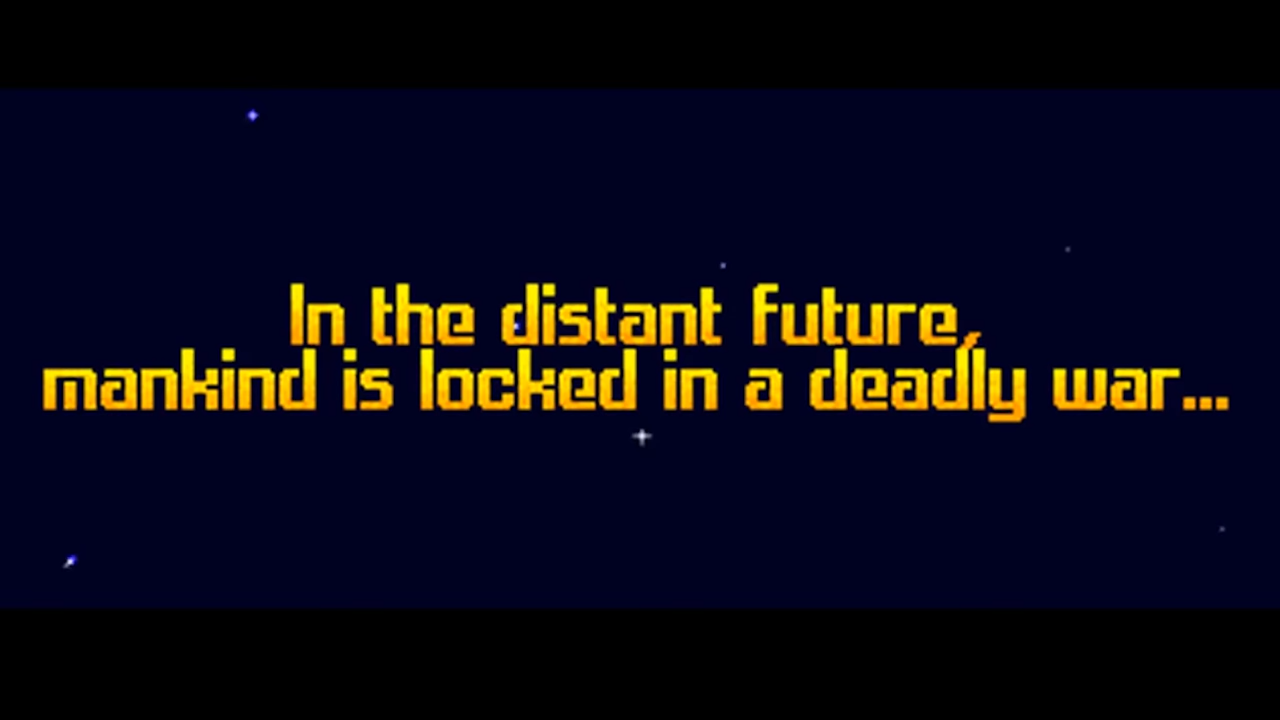 In the distant future,
mankind is locked in a deadly war...